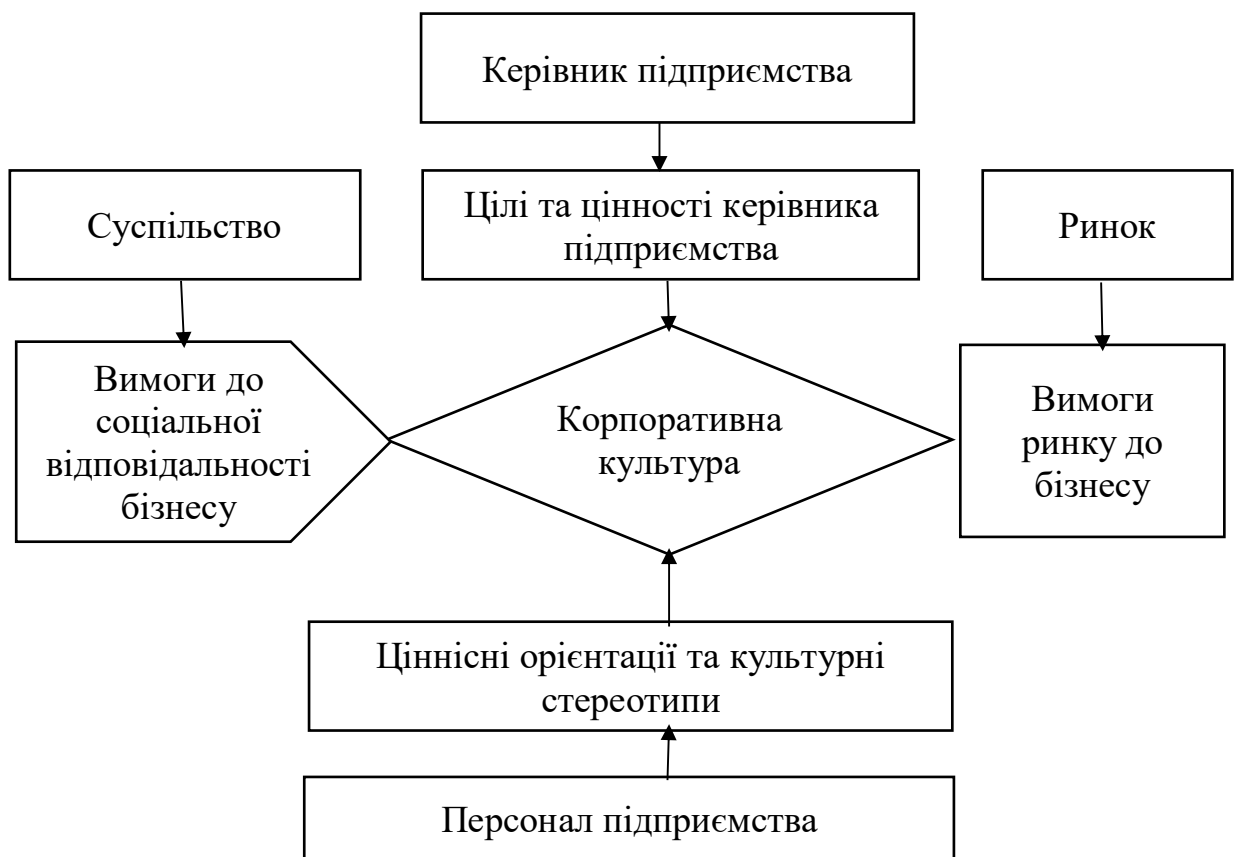 Керівник підприємства
Суспільство
Цілі та цінності керівника
підприємства
Ринок
Вимоги до
соціальної
відповідальності
бізнесу
Корпоративна
культура
Вимоги
ринку до
бізнесу
Ціннісні орієнтації та культурні
стереотипи
Персонал підприємства